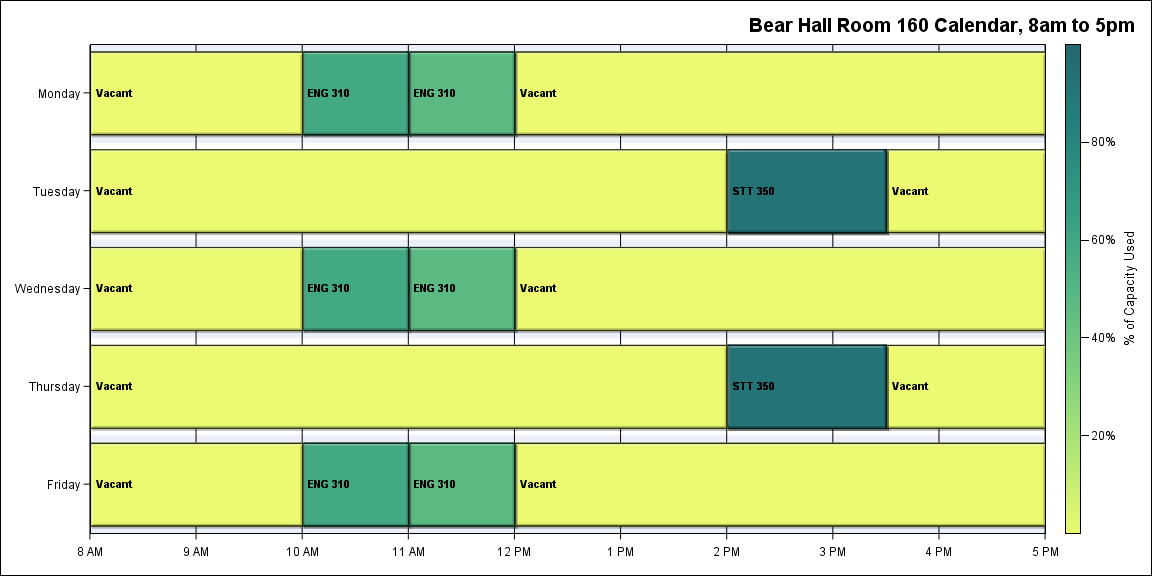 Bear Hall Room 160 Calendar, 8am to 5pm
Monday Vacant ENG 310 ENG 310 Vacant
80%
Tuesday Vacant STT 350 Vacant
60%
% of Capacity Used
Wednesday Vacant ENG 310 ENG 310 Vacant
40%
Thursday Vacant STT 350 Vacant
20%
Friday Vacant ENG 310 ENG 310 Vacant
8 AM 9 AM 10 AM 11 AM 12 PM 1 PM 2 PM 3 PM 4 PM 5 PM